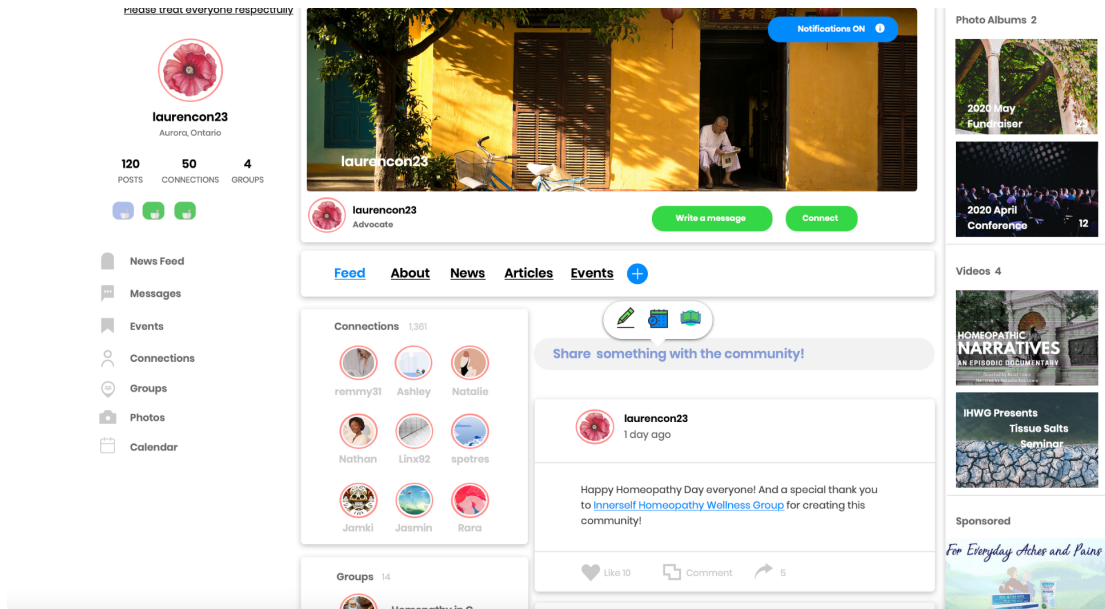 Please treat everyone respectfully
laurencon23
Aurora, Ontario
120
50
4
POSTS
CONNECTIONS
GROUPS
News Feed
Messages
Events
Connections
Groups
Photos
Calendar
Notifications ON
laurencon23
laurencon23
Advocate
Write a message
Connect
Feed
About
News
Articles
Events
Connections 1,361
remmy31
Ashley
Natalie
Nathan
Linx92
spetres
Jamki
Jasmin
Rara
Groups 14
Share something with the community!
laurencon23
1 day ago
Happy Homeopathy Day everyone! And a special thank you
to Innerself Homeopathy Wellness Group for creating this
community!
Like 10
Comment
5
Photo Albums 2
2020 May
Fundraiser
2020 April
Conference
12
Videos 4
HOMEOPATHIC
NARRATIVES
AN EPISODIC DOCUMENTARY
IHWG Presents
Tissue Salts
Seminar
Sponsored
For Everyday Aches and Pains